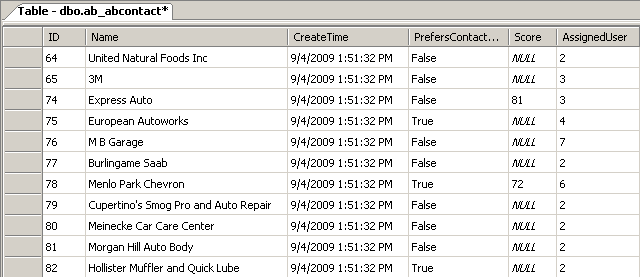 Table - dbo.ab_abcontact*
ID Name CreateTime PrefersContact... Score AssignedUser
64 United Natural Foods Inc 9/4/2009 1:51:32 PM False NULL 2
65 3M 9/4/2009 1:51:32 PM False NULL 3
74 Express Auto 9/4/2009 1:51:32 PM False 81 3
75 European Autoworks 9/4/2009 1:51:32 PM True NULL 4
76 M B Garage 9/4/2009 1:51:32 PM False NULL 7
77 Burlingame Saab 9/4/2009 1:51:32 PM False NULL 2
78 Menlo Park Chevron 9/4/2009 1:51:32 PM True 72 6
79 Cupertino's Smog Pro and Auto Repair 9/4/2009 1:51:32 PM False NULL 2
80 Meinecke Car Care Center 9/4/2009 1:51:32 PM False NULL 2
81 Morgan Hill Auto Body 9/4/2009 1:51:32 PM False NULL 2
82 Hollister Muffler and Quick Lube 9/4/2009 1:51:32 PM True NULL 2